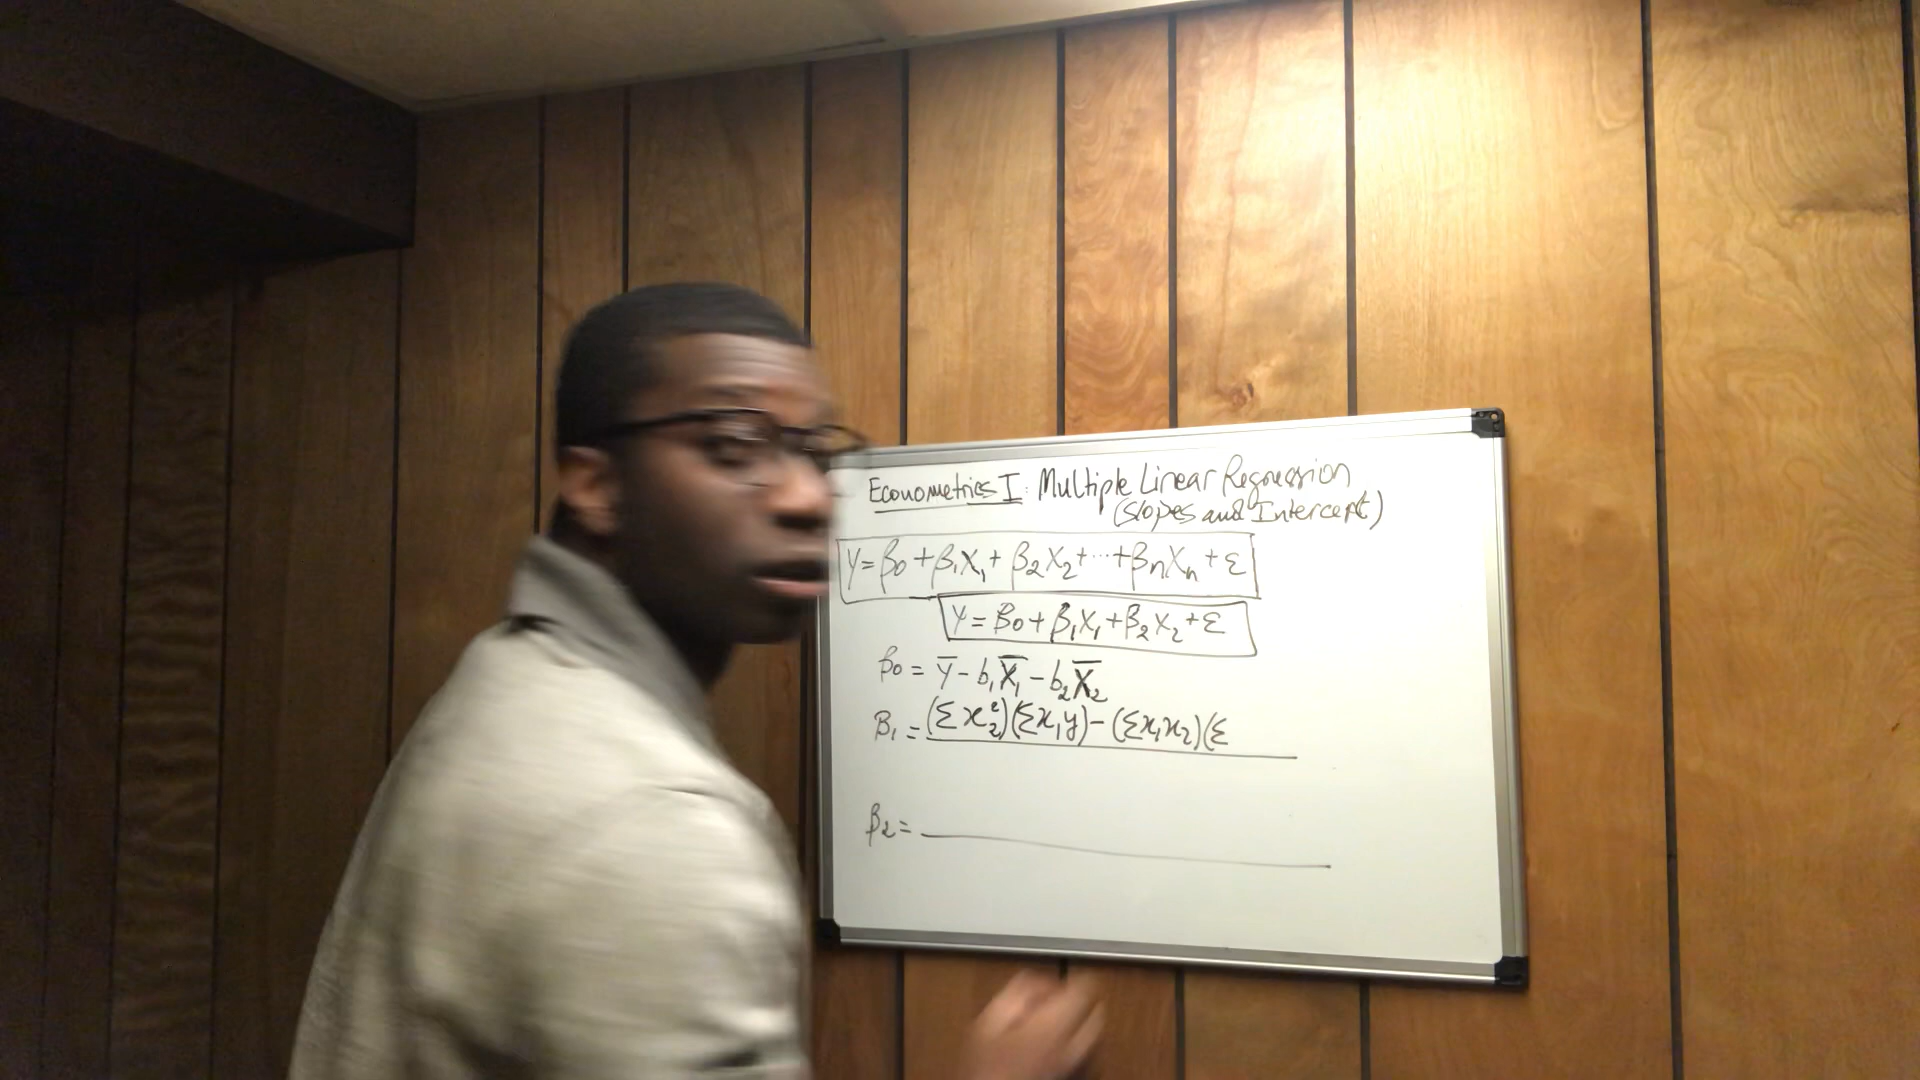 Econometrics I: Multiple Linear Regression
(Slopes and Intercept)
Y = β0 + β₁X₁ + β₂X₂ + ··· + βnXn + ε
Y = β0 + β₁X₁ + β₂X₂ + ε
β0 = Y̅ - b₁X̅₁ - b₂X̅₂
β₁ = (Σx₂²)(Σx₁y) - (Σx₁x₂)(Σ
β₂ =